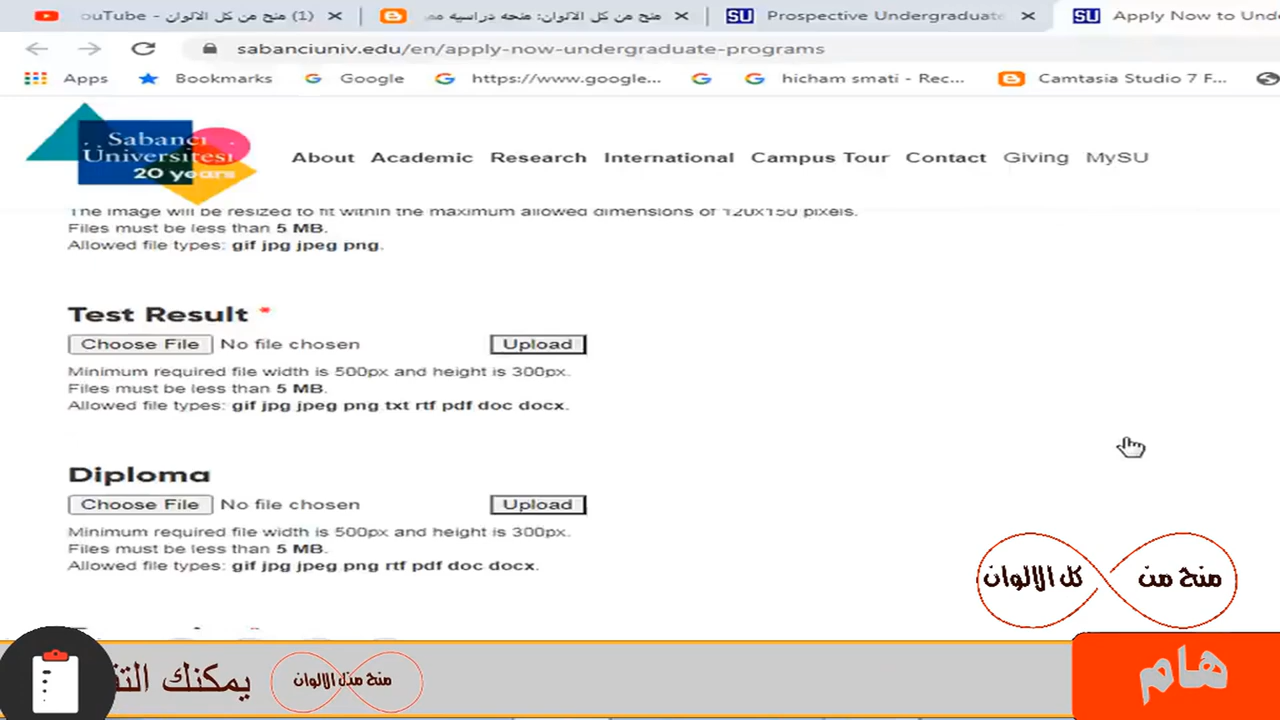 (1) منح من كل الالوان - ouTube
منح من كل الالوان: منحه دراسيه مم
Prospective Undergraduate
Apply Now to Und
sabanciuniv.edu/en/apply-now-undergraduate-programs
Apps
Bookmarks
Google
https://www.google...
hicham smati - Rec...
Camtasia Studio 7 F...
Sabancı
Üniversitesi
20 years
About Academic Research International Campus Tour Contact Giving MySU
The image will be resized to fit within the maximum allowed dimensions of 120x150 pixels.
Files must be less than 5 MB.
Allowed file types: gif jpg jpeg png.
Test Result *
Choose File No file chosen Upload
Minimum required file width is 500px and height is 300px.
Files must be less than 5 MB.
Allowed file types: gif jpg jpeg png txt rtf pdf doc docx.
Diploma
Choose File No file chosen Upload
Minimum required file width is 500px and height is 300px.
Files must be less than 5 MB.
Allowed file types: gif jpg jpeg png rtf pdf doc docx.
منح من كل الالوان
هام
منح من كل الالوان
يمكنك